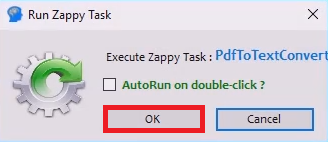 Run Zappy Task
Execute Zappy Task : PdfToTextConvert
AutoRun on double-click ?
OK
Cancel